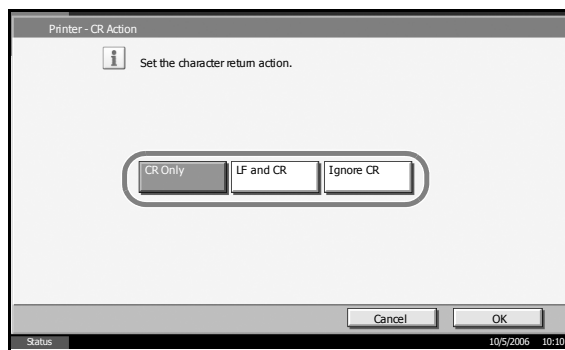 Printer - CR Action
i
Set the character return action.
CR Only LF and CR Ignore CR
Cancel OK
Status 10/5/2006 10:10